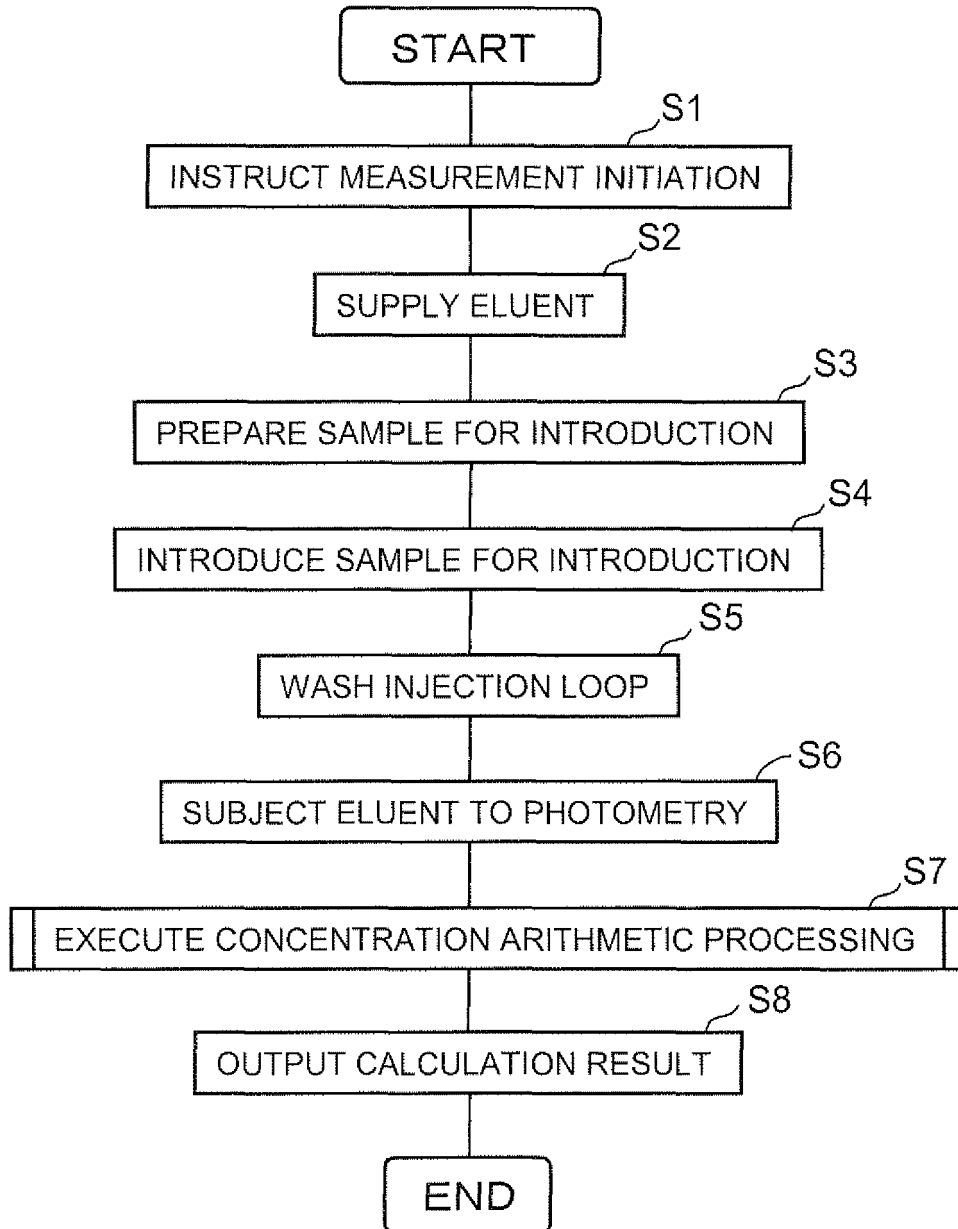 START
S1
INSTRUCT MEASUREMENT INITIATION
S2
SUPPLY ELUENT
S3
PREPARE SAMPLE FOR INTRODUCTION
S4
INTRODUCE SAMPLE FOR INTRODUCTION
S5
WASH INJECTION LOOP
S6
SUBJECT ELUENT TO PHOTOMETRY
S7
EXECUTE CONCENTRATION ARITHMETIC PROCESSING
S8
OUTPUT CALCULATION RESULT
END